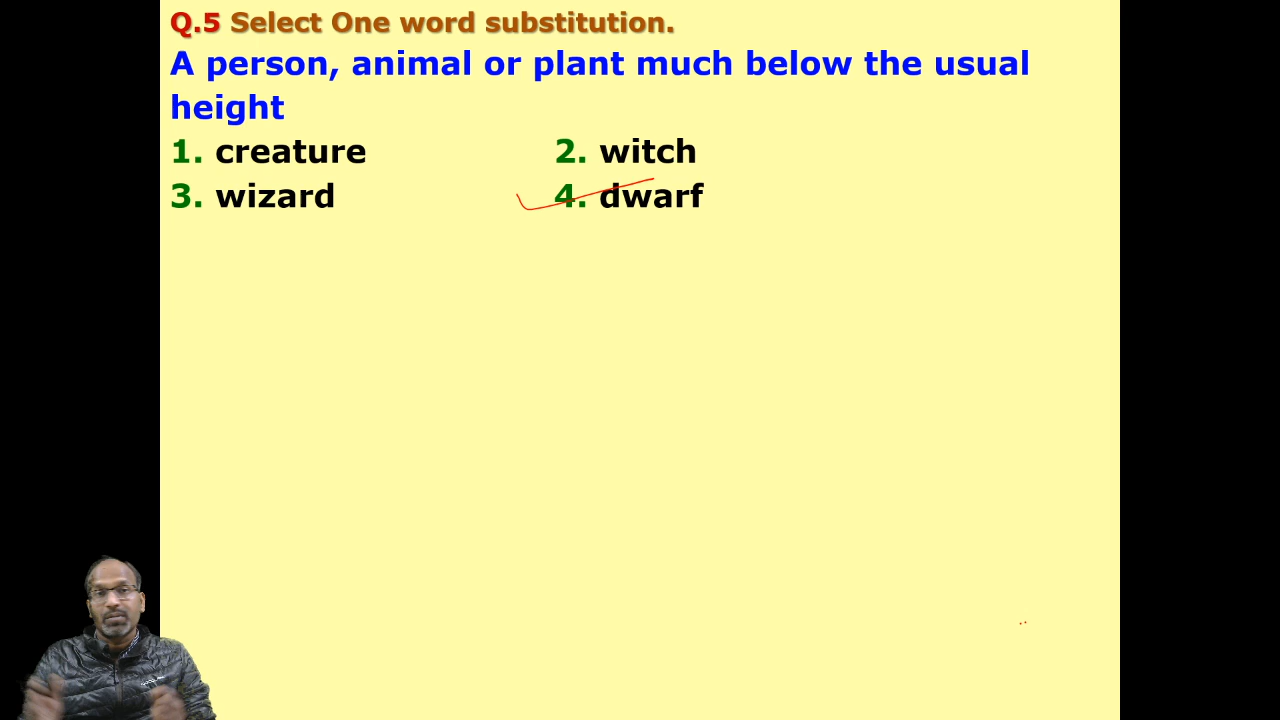 Q.5 Select One word substitution.
A person, animal or plant much below the usual
height
1. creature 2. witch
3. wizard 4. dwarf